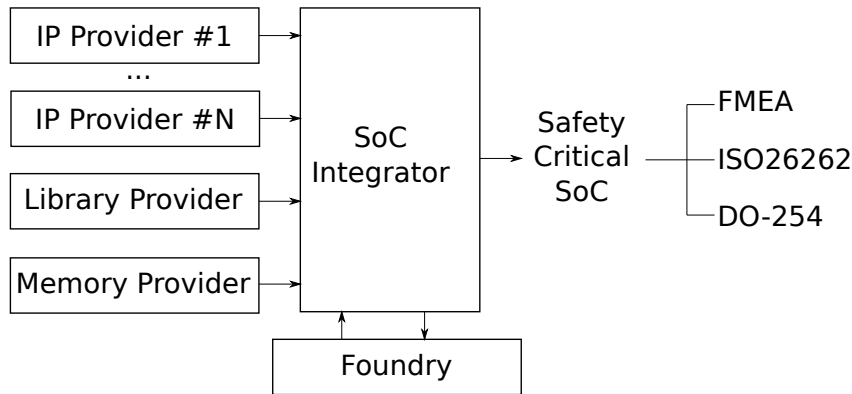 IP Provider #1
...
IP Provider #N
Library Provider
Memory Provider
SoC
Integrator
Foundry
Safety
Critical
SoC
FMEA
ISO26262
DO-254